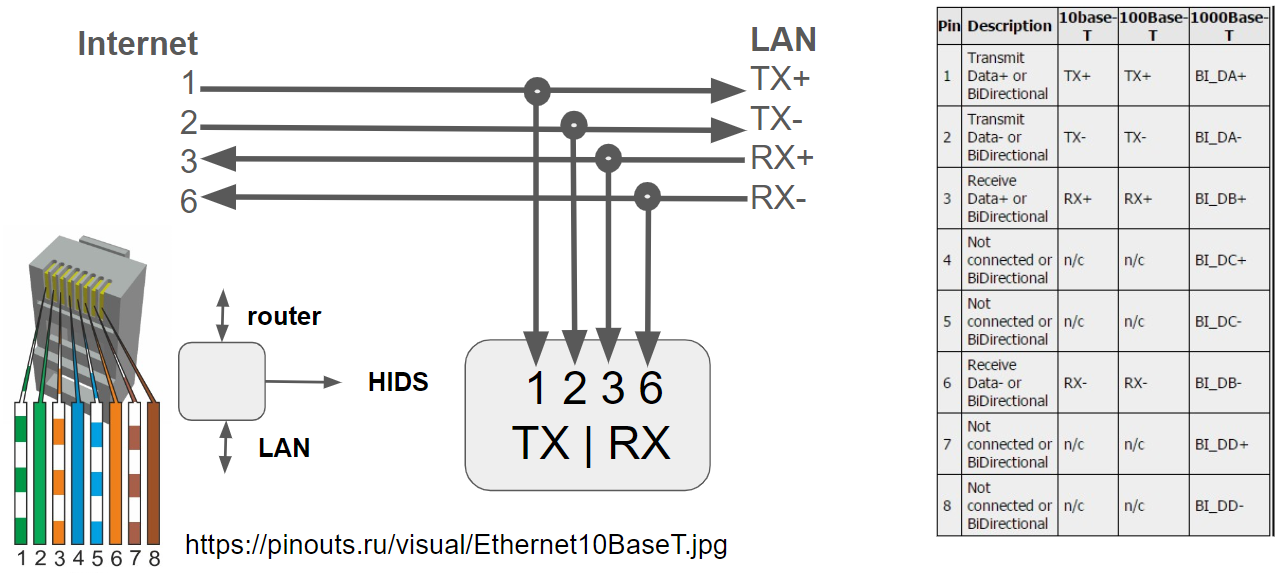 Internet
LAN
1
TX+
2
TX-
3
RX+
6
RX-
router
HIDS
LAN
1 2 3 6
TX | RX
1 2 3 4 5 6 7 8
https://pinouts.ru/visual/Ethernet10BaseT.jpg
Pin Description 10base- 100Base- 1000Base-
T T T
Transmit
1 Data+ or TX+ TX+ BI_DA+
BiDirectional
Transmit
2 Data- or TX- TX- BI_DA-
BiDirectional
Receive
3 Data+ or RX+ RX+ BI_DB+
BiDirectional
Not
4 connected or n/c n/c BI_DC+
BiDirectional
Not
5 connected or n/c n/c BI_DC-
BiDirectional
Receive
6 Data- or RX- RX- BI_DB-
BiDirectional
Not
7 connected or n/c n/c BI_DD+
BiDirectional
Not
8 connected or n/c n/c BI_DD-
BiDirectional